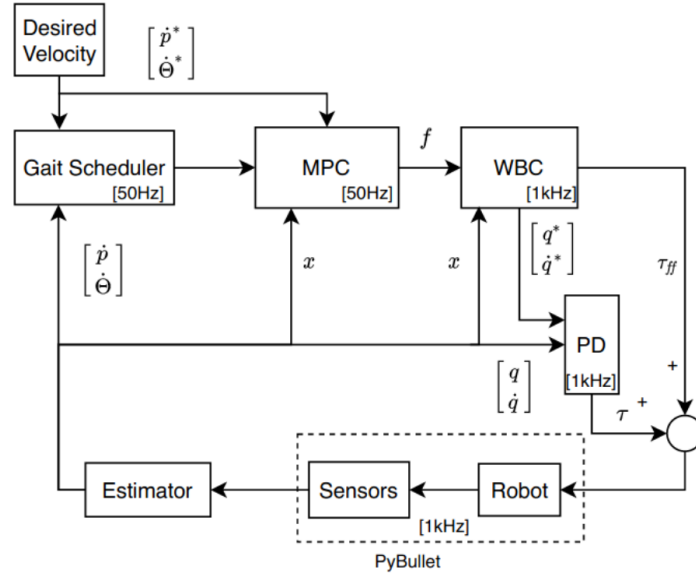 Desired
Velocity
[ṗ*
Θ̇*]
Gait Scheduler
[50Hz]
MPC
[50Hz]
f
WBC
[1kHz]
[ṗ
Θ̇]
x
x
[q*
q̇*]
τff
PD
[1kHz]
[q
q̇]
+
τ
+
Estimator
Sensors
Robot
[1kHz]
PyBullet